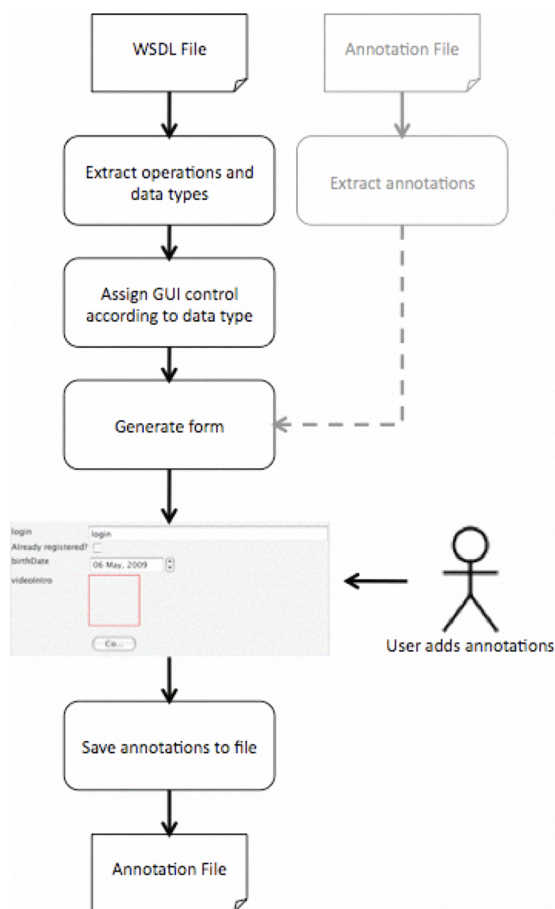 WSDL File
Annotation File
Extract operations and
data types
Extract annotations
Assign GUI control
according to data type
Generate form
login
login
Already registered?
birthDate
06 May, 2009
videoIntro
Co...
User adds annotations
Save annotations to file
Annotation File